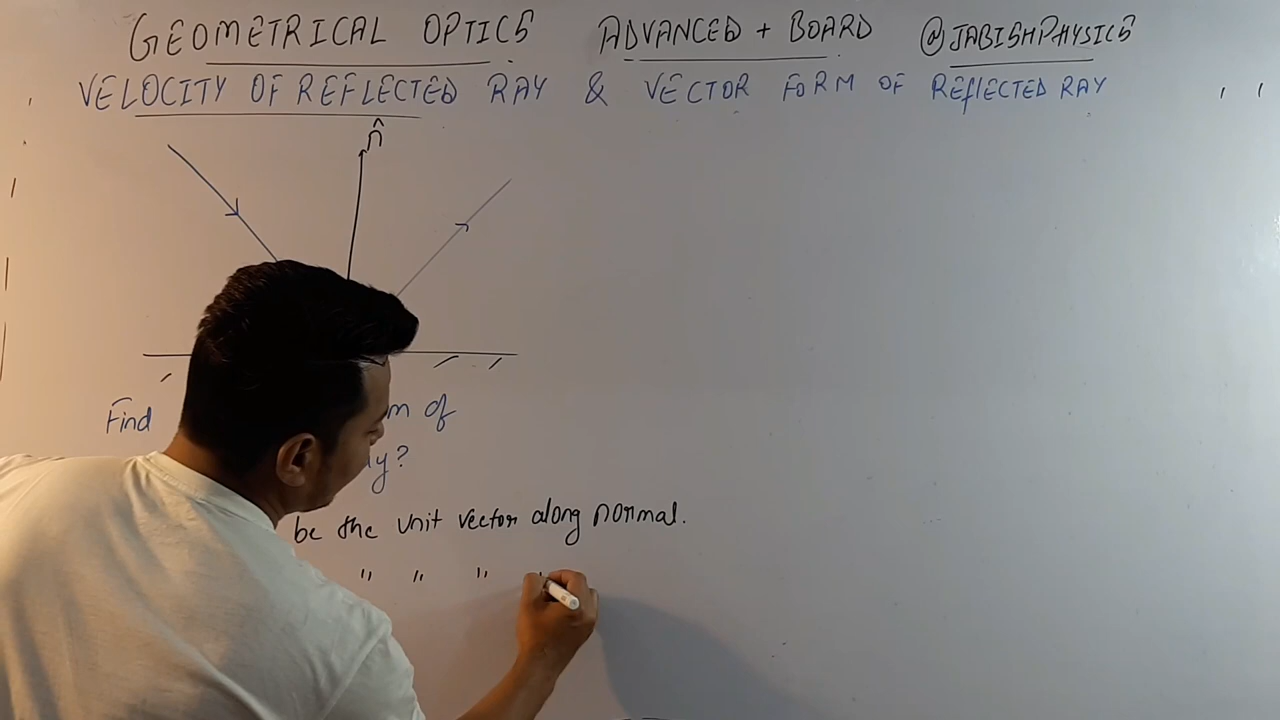 GEOMETRICAL OPTICS ADVANCED + BOARD @JABISHPHYSICS
VELOCITY OF REFLECTED RAY & VECTOR FORM OF REFLECTED RAY
n̂
Find of
?
be the unit vector along normal.
" " "